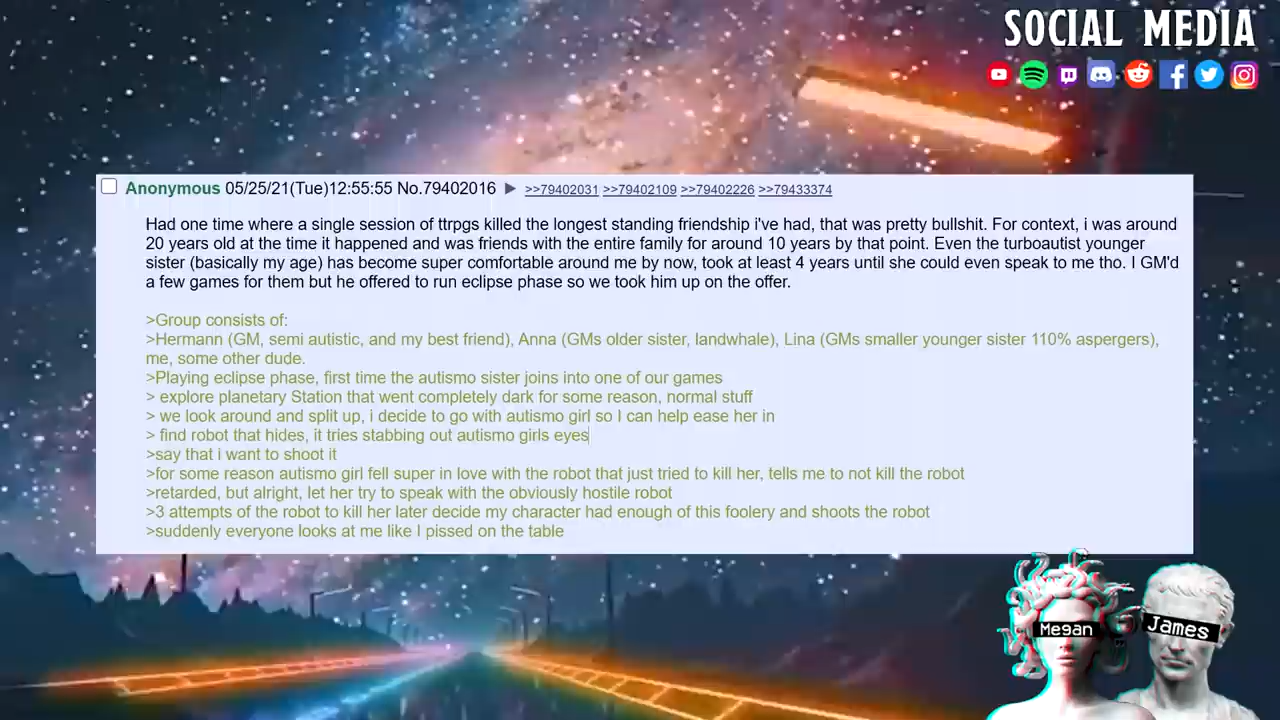 SOCIAL MEDIA
Anonymous 05/25/21(Tue)12:55:55 No.79402016 ▶ >>79402031 >>79402109 >>79402226 >>79433374
Had one time where a single session of ttrpgs killed the longest standing friendship i've had, that was pretty bullshit. For context, i was around
20 years old at the time it happened and was friends with the entire family for around 10 years by that point. Even the turboautist younger
sister (basically my age) has become super comfortable around me by now, took at least 4 years until she could even speak to me tho. I GM'd
a few games for them but he offered to run eclipse phase so we took him up on the offer.
>Group consists of:
>Hermann (GM, semi autistic, and my best friend), Anna (GMs older sister, landwhale), Lina (GMs smaller younger sister 110% aspergers),
me, some other dude.
>Playing eclipse phase, first time the autismo sister joins into one of our games
> explore planetary Station that went completely dark for some reason, normal stuff
> we look around and split up, i decide to go with autismo girl so I can help ease her in
> find robot that hides, it tries stabbing out autismo girls eyes
>say that i want to shoot it
>for some reason autismo girl fell super in love with the robot that just tried to kill her, tells me to not kill the robot
>retarded, but alright, let her try to speak with the obviously hostile robot
>3 attempts of the robot to kill her later decide my character had enough of this foolery and shoots the robot
>suddenly everyone looks at me like I pissed on the table
Megan
James